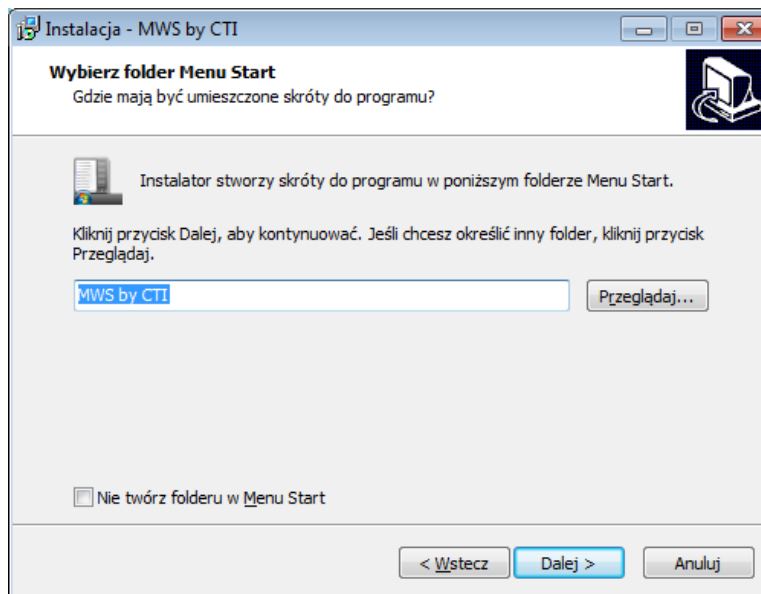 Instalacja - MWS by CTI
Wybierz folder Menu Start
Gdzie mają być umieszczone skróty do programu?
Instalator stworzy skróty do programu w poniższym folderze Menu Start.
Kliknij przycisk Dalej, aby kontynuować. Jeśli chcesz określić inny folder, kliknij przycisk
Przeglądaj.
MWS by CTI
Przeglądaj...
Nie twórz folderu w Menu Start
< Wstecz
Dalej >
Anuluj